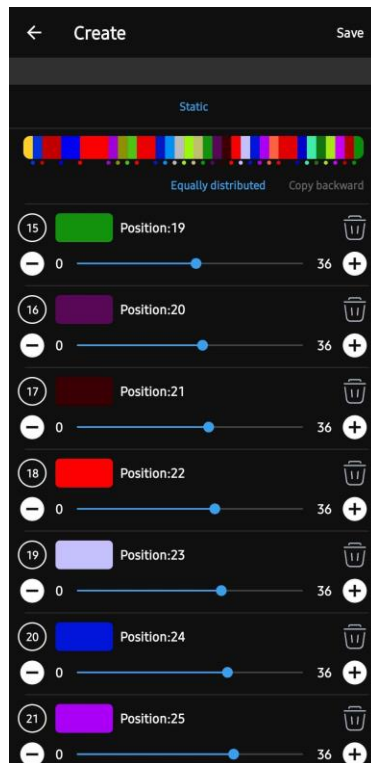 Create Save
Static
Equally distributed Copy backward
15 Position:19
0 36
16 Position:20
0 36
17 Position:21
0 36
18 Position:22
0 36
19 Position:23
0 36
20 Position:24
0 36
21 Position:25
0 36